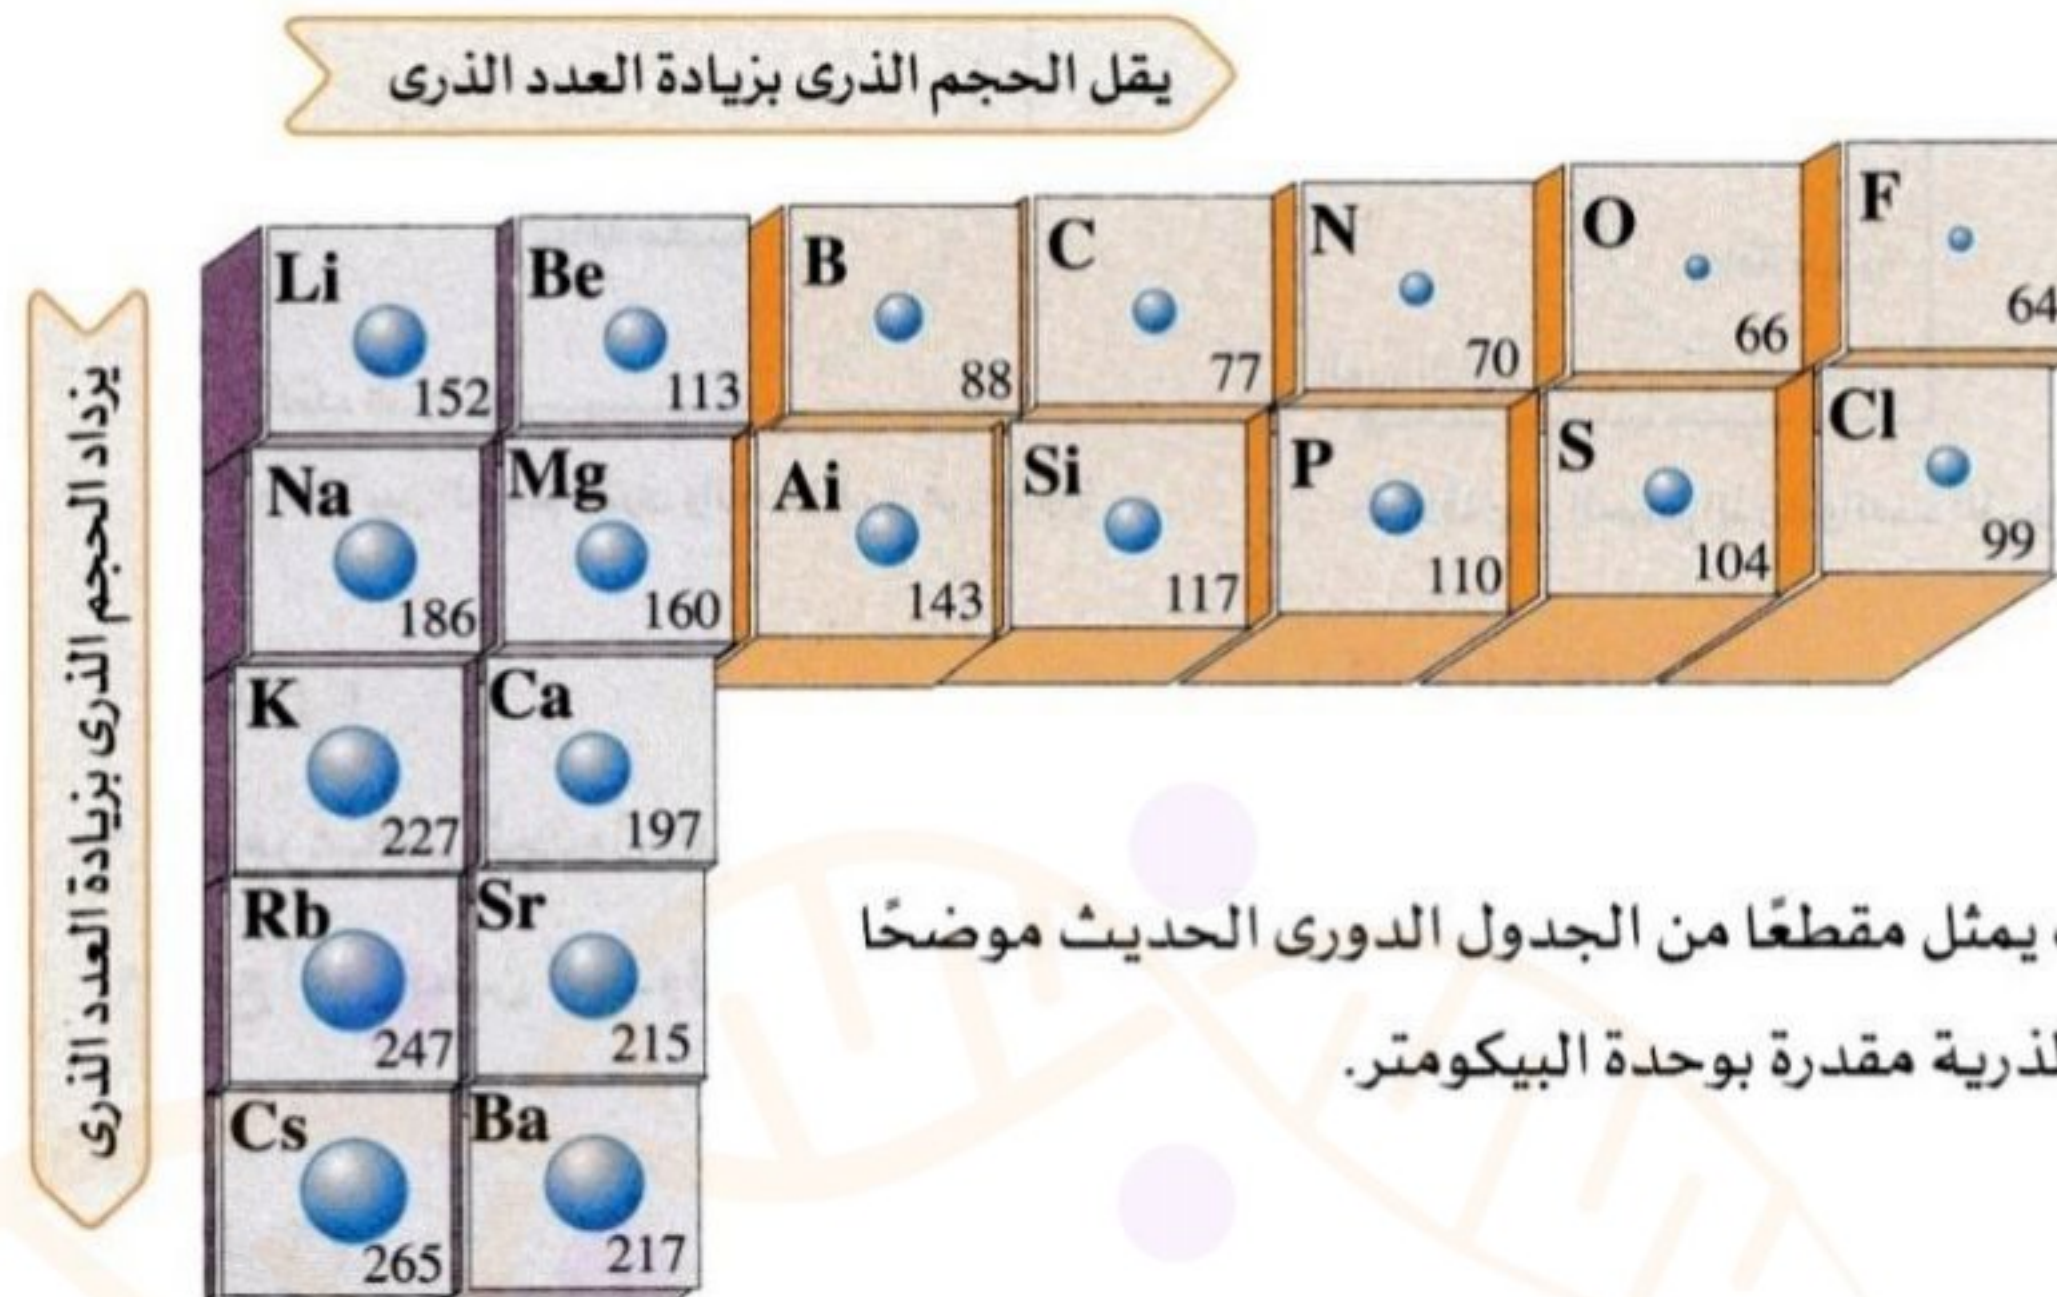 يقل الحجم الذرى بزيادة العدد الذرى
يزداد الحجم الذرى بزيادة العدد الذرى
Li 152 Be 113 B 88 C 77 N 70 O 66 F 64
Na 186 Mg 160 Ai 143 Si 117 P 110 S 104 Cl 99
K 227 Ca 197
Rb 247 Sr 215
Cs 265 Ba 217
يمثل مقطعًا من الجدول الدورى الحديث موضحًا
لذرية مقدرة بوحدة البيكومتر.